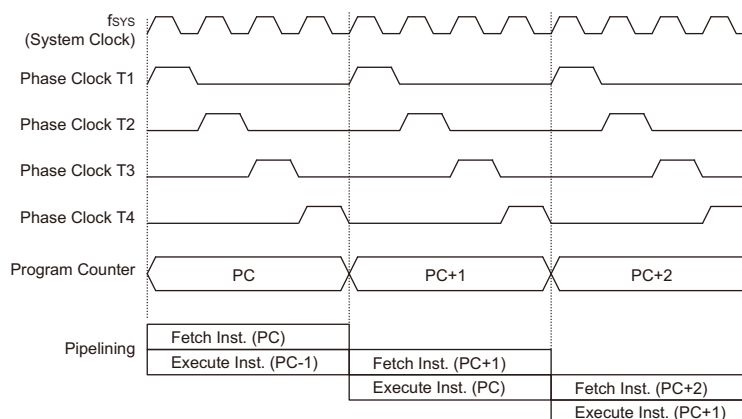 fSYS
(System Clock)
Phase Clock T1
Phase Clock T2
Phase Clock T3
Phase Clock T4
Program Counter
PC
PC+1
PC+2
Pipelining
Fetch Inst. (PC)
Execute Inst. (PC-1)
Fetch Inst. (PC+1)
Execute Inst. (PC)
Fetch Inst. (PC+2)
Execute Inst. (PC+1)